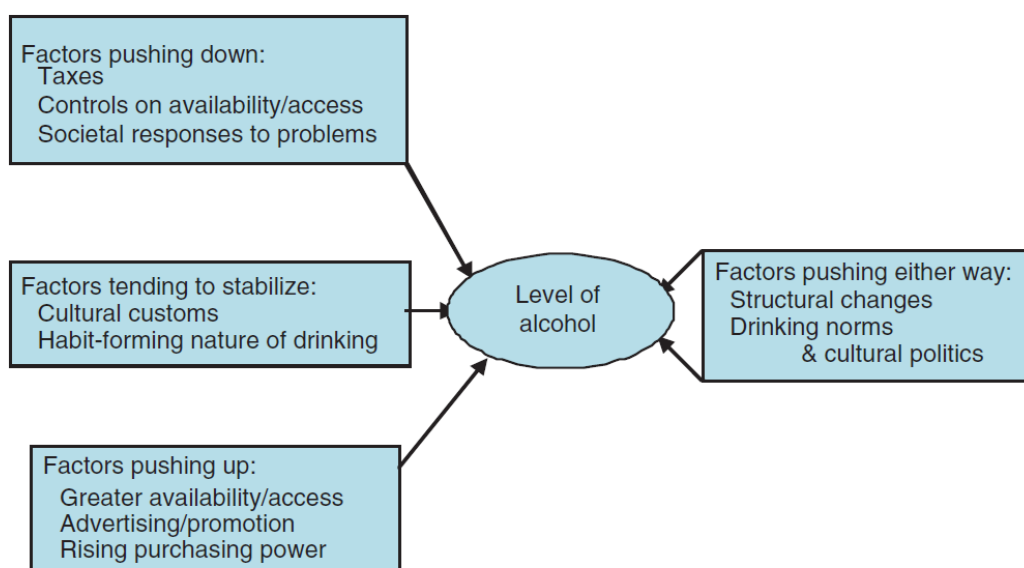 Factors pushing down:
Taxes
Controls on availability/access
Societal responses to problems
Factors tending to stabilize:
Cultural customs
Habit-forming nature of drinking
Factors pushing up:
Greater availability/access
Advertising/promotion
Rising purchasing power
Level of
alcohol
Factors pushing either way:
Structural changes
Drinking norms
& cultural politics